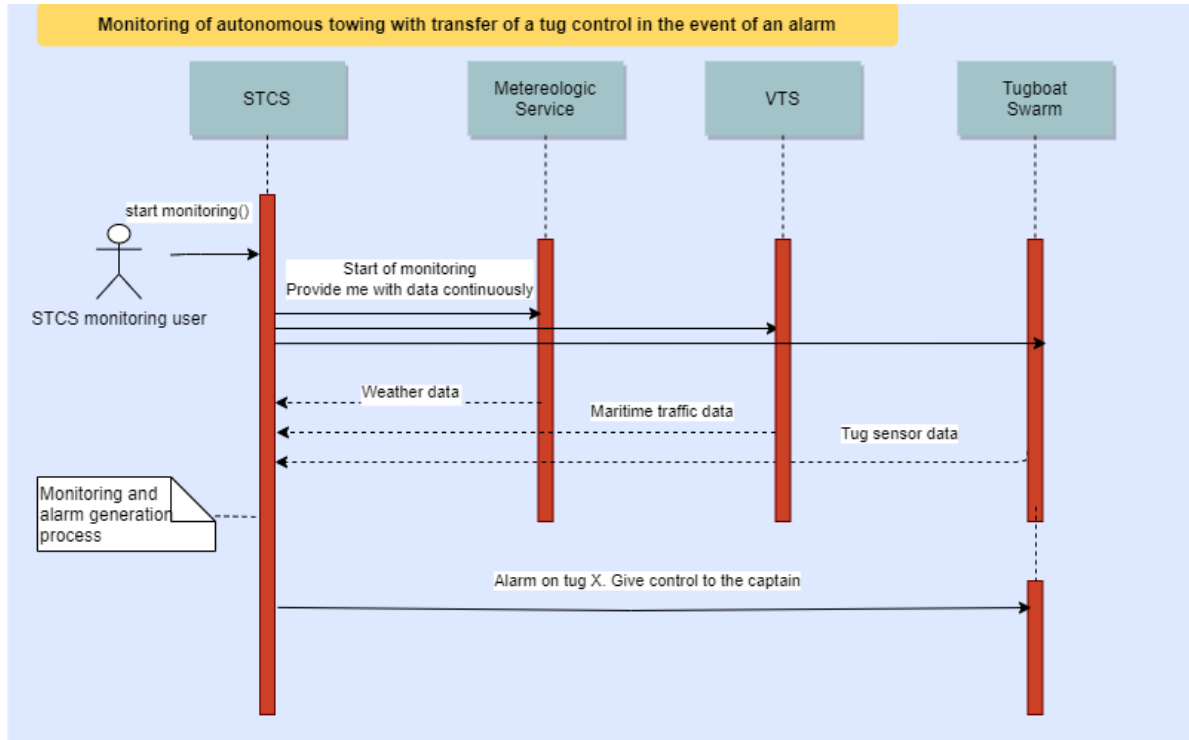 Monitoring of autonomous towing with transfer of a tug control in the event of an alarm
STCS
Metereologic
Service
VTS
Tugboat
Swarm
start monitoring()
STCS monitoring user
Start of monitoring
Provide me with data continuously
Weather data
Maritime traffic data
Tug sensor data
Monitoring and
alarm generation
process
Alarm on tug X. Give control to the captain